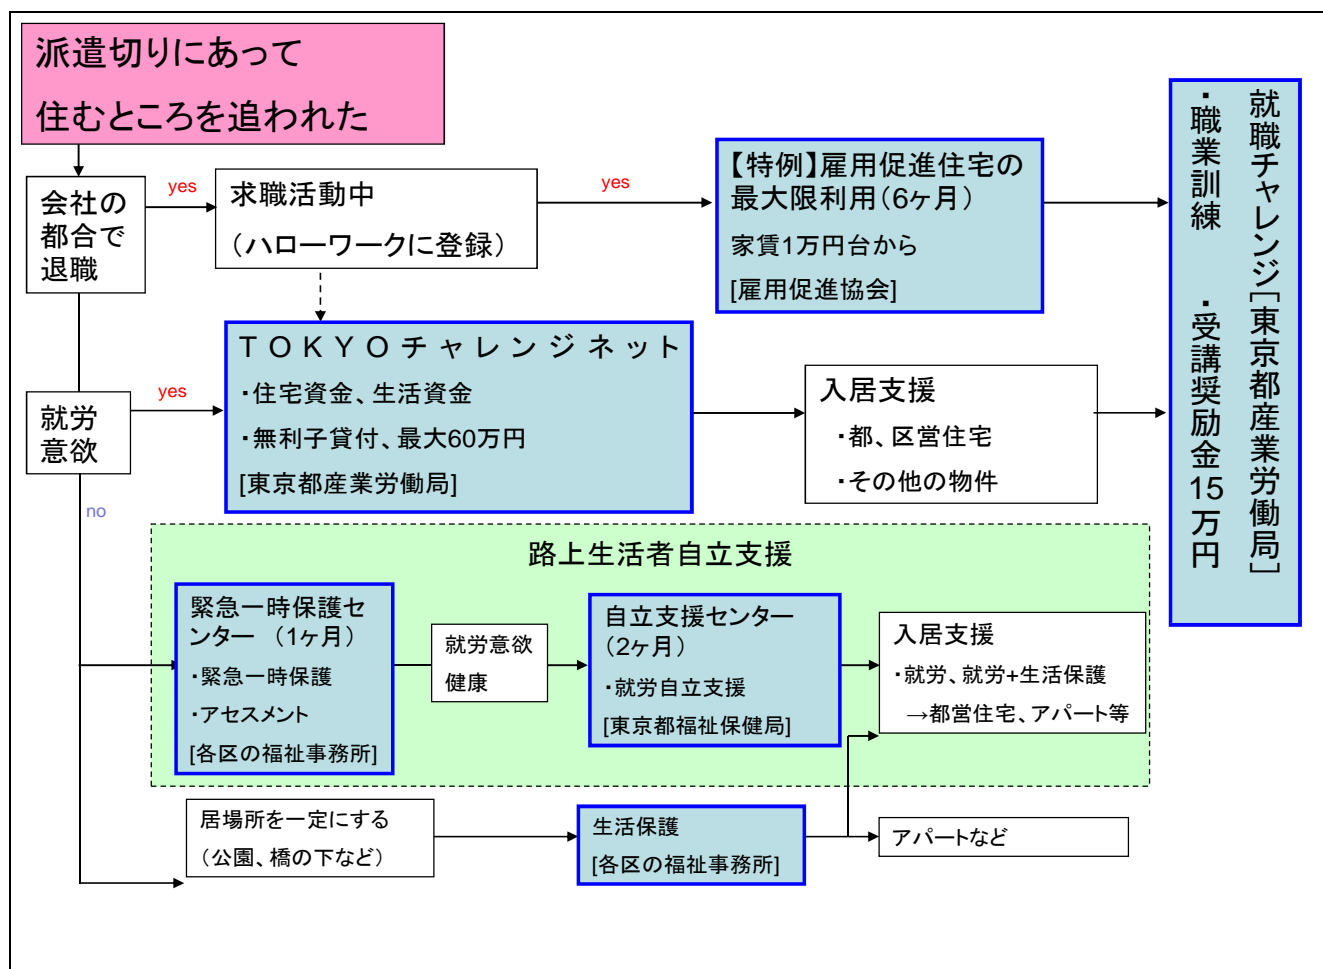 派遣切りにあって
住むところを追われた
会社の
都合で
退職
yes
求職活動中
（ハローワークに登録）
yes
【特例】雇用促進住宅の
最大限利用（6ヶ月）
家賃1万円台から
[雇用促進協会]
就職チャレンジ[東京都産業労働局]
・職業訓練　・受講奨励金15万円
就労
意欲
yes
TOKYOチャレンジネット
・住宅資金、生活資金
・無利子貸付、最大60万円
[東京都産業労働局]
入居支援
・都、区営住宅
・その他の物件
no
路上生活者自立支援
緊急一時保護セ
ンター （1ヶ月）
・緊急一時保護
・アセスメント
[各区の福祉事務所]
就労意欲
健康
自立支援センター
（2ヶ月）
・就労自立支援
[東京都福祉保健局]
入居支援
・就労、就労+生活保護
→都営住宅、アパート等
居場所を一定にする
（公園、橋の下など）
生活保護
[各区の福祉事務所]
アパートなど